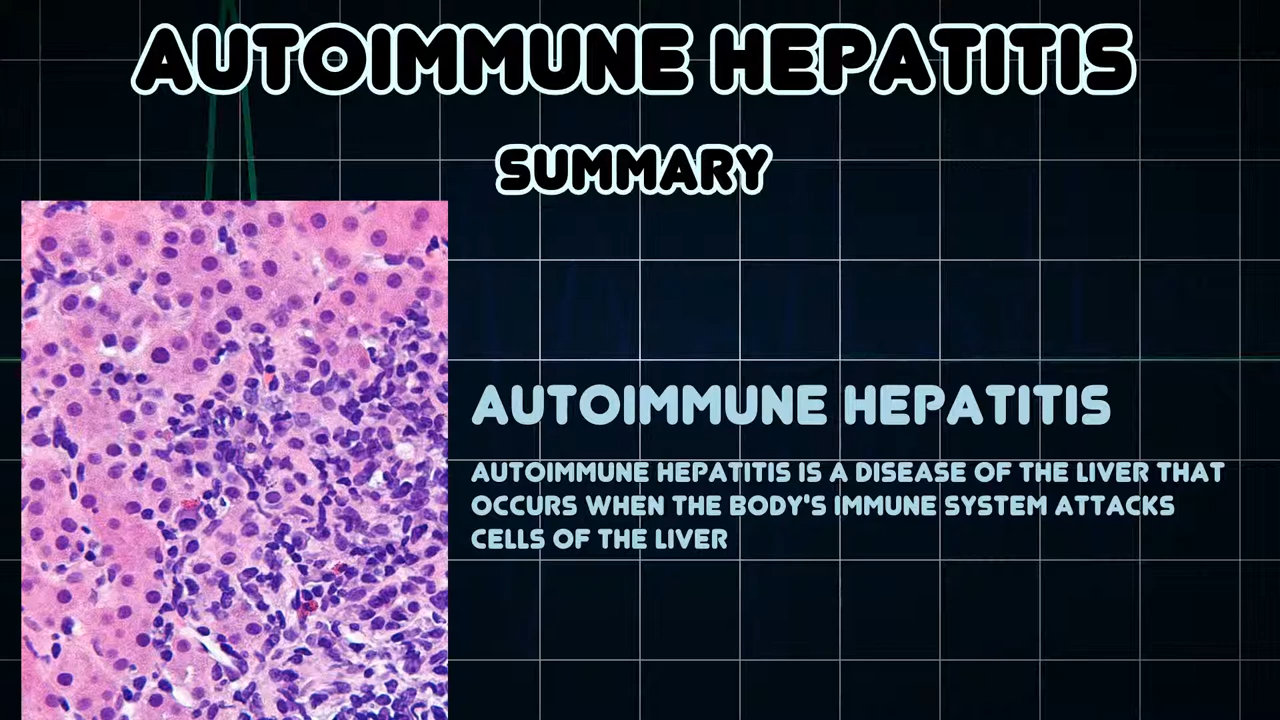 AUTOIMMUNE HEPATITIS
SUMMARY
AUTOIMMUNE HEPATITIS
AUTOIMMUNE HEPATITIS IS A DISEASE OF THE LIVER THAT
OCCURS WHEN THE BODY'S IMMUNE SYSTEM ATTACKS
CELLS OF THE LIVER